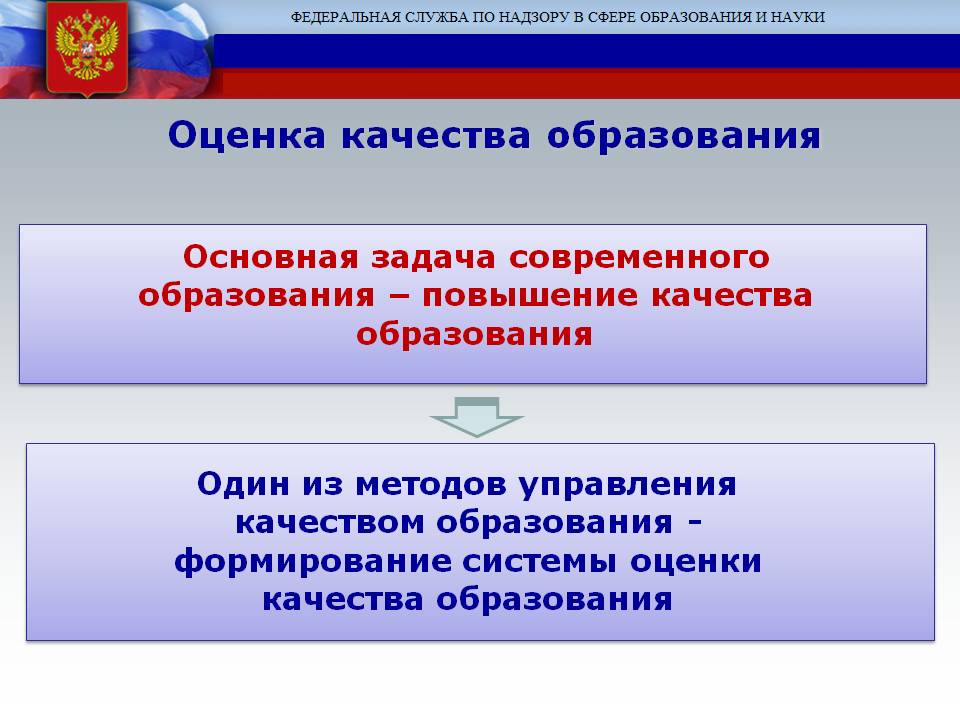 ФЕДЕРАЛЬНАЯ СЛУЖБА ПО НАДЗОРУ В СФЕРЕ ОБРАЗОВАНИЯ И НАУКИ
Оценка качества образования
Основная задача современного
образования – повышение качества
образования
Один из методов управления
качеством образования -
формирование системы оценки
качества образования